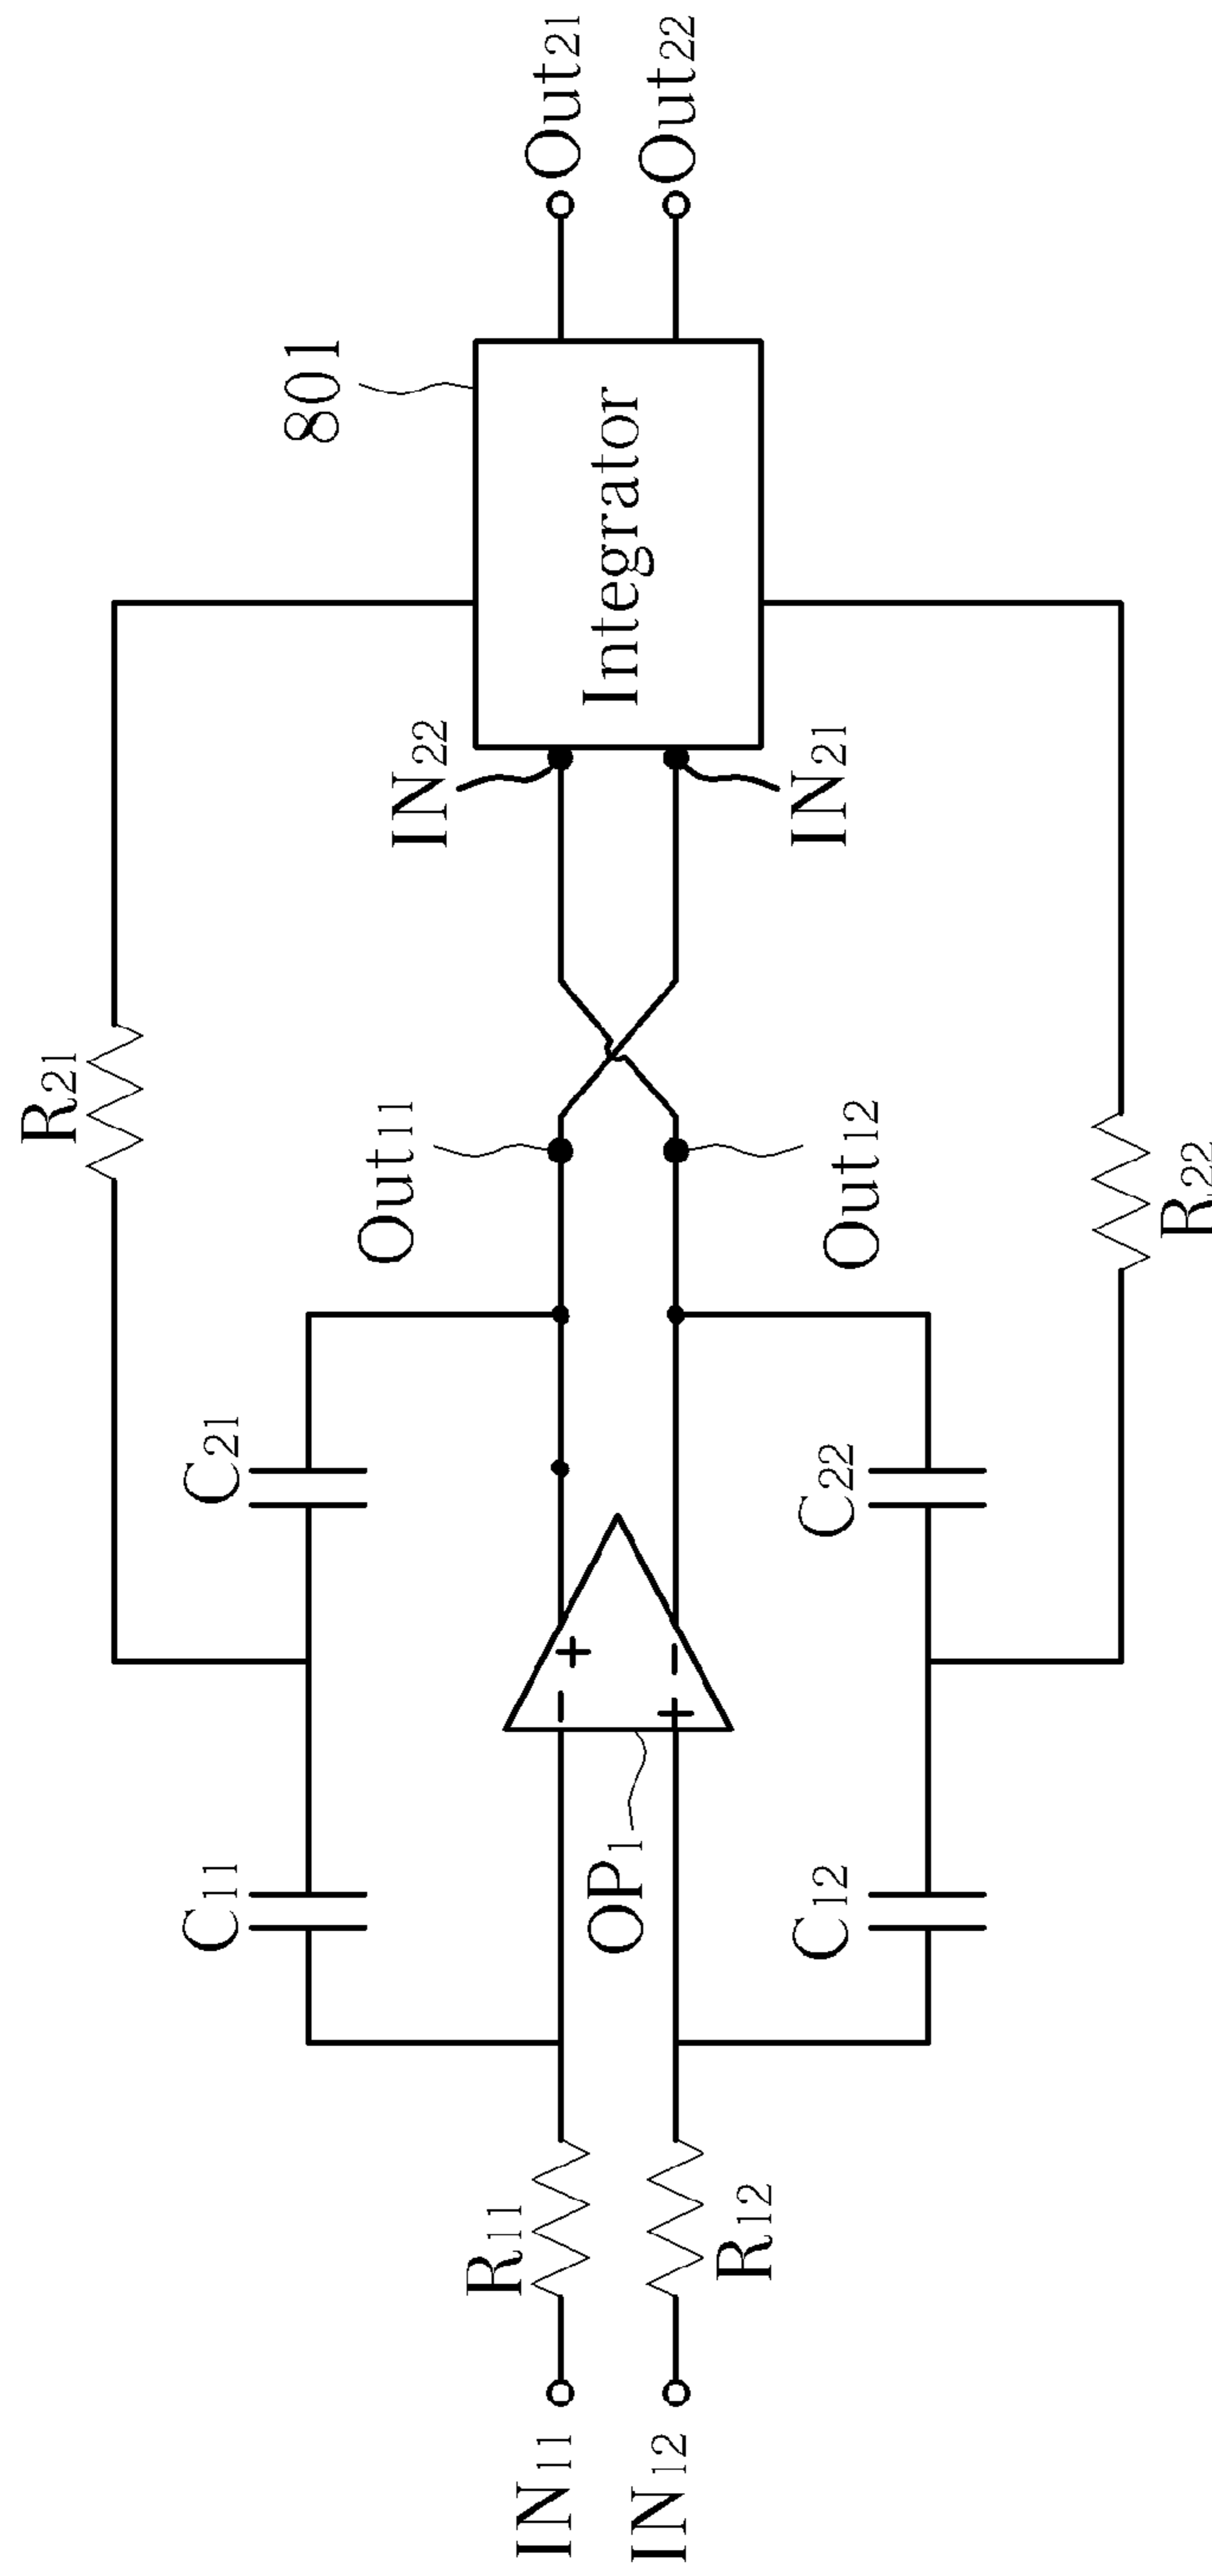 R21
801
C11
C21
IN22
Out11
R11
IN11
OP1
Integrator
Out21
IN12
R12
Out22
- +
+ -
C12
C22
Out12
IN21
R22